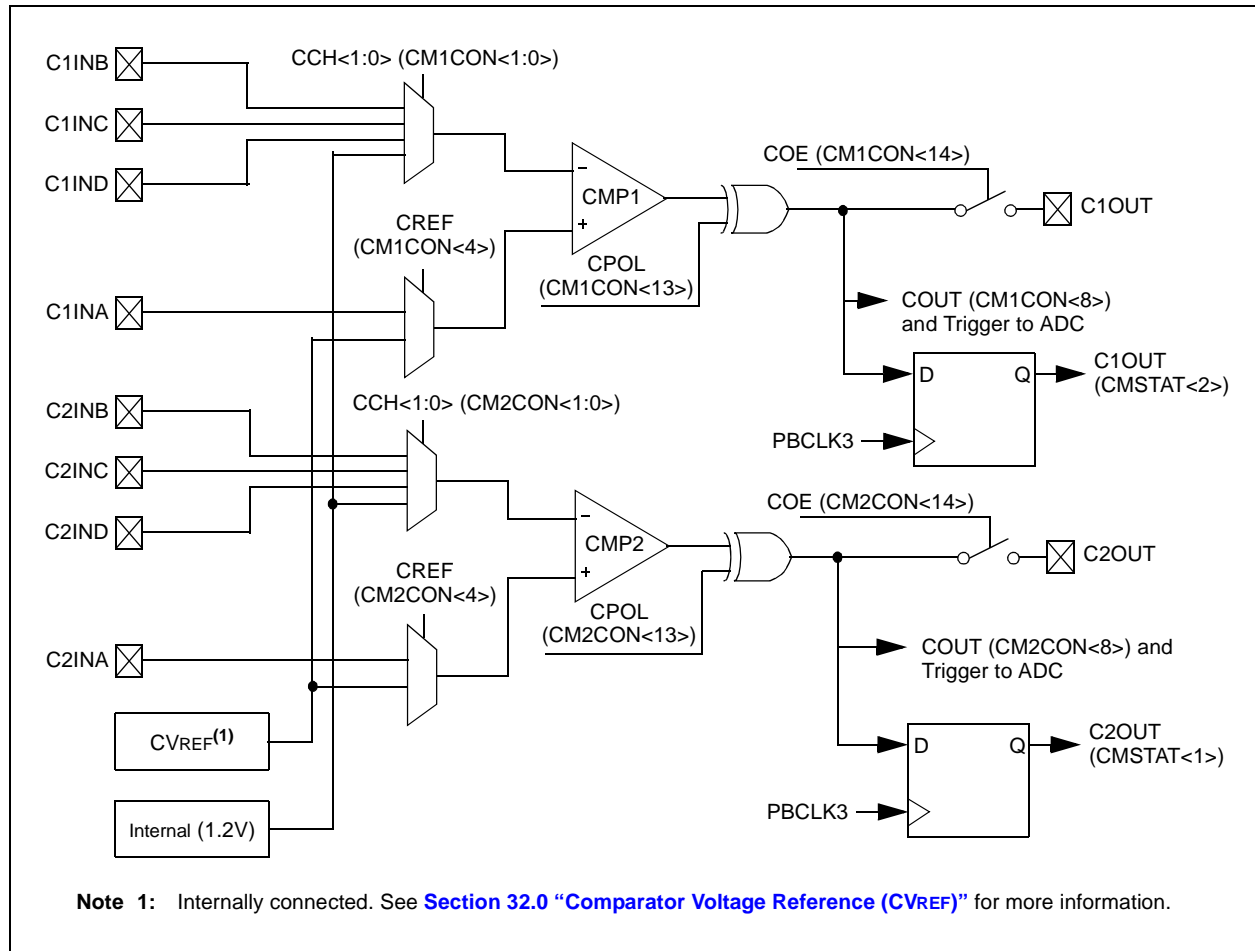 C1INB
CCH<1:0> (CM1CON<1:0>)
C1INC
C1IND
COE (CM1CON<14>)
–
CMP1
+
C1OUT
CREF
(CM1CON<4>)
CPOL
(CM1CON<13>)
C1INA
COUT (CM1CON<8>)
and Trigger to ADC
D
Q
C1OUT
(CMSTAT<2>)
PBCLK3
C2INB
CCH<1:0> (CM2CON<1:0>)
C2INC
C2IND
COE (CM2CON<14>)
–
CMP2
+
C2OUT
CREF
(CM2CON<4>)
CPOL
(CM2CON<13>)
C2INA
COUT (CM2CON<8>) and
Trigger to ADC
CVREF(1)
D
Q
C2OUT
(CMSTAT<1>)
PBCLK3
Internal (1.2V)
Note 1: Internally connected. See Section 32.0 “Comparator Voltage Reference (CVREF)” for more information.